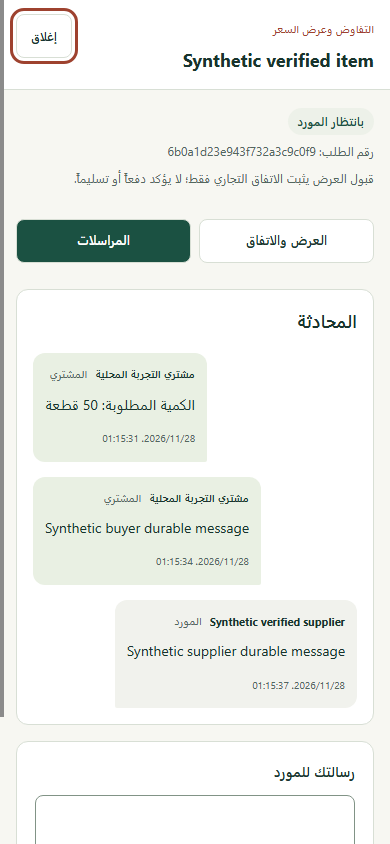 التفاوض وعرض السعر
إغلاق
Synthetic verified item
بانتظار المورد
رقم الطلب: 6b0a1d23e943f732a3c9c0f9
قبول العرض يثبت الاتفاق التجاري فقط؛ لا يؤكد دفعاً أو تسليماً.
العرض والاتفاق
المراسلات
المحادثة
مشتري التجربة المحلية المشتري
الكمية المطلوبة: 50 قطعة
2026/11/28، 01:15:31
مشتري التجربة المحلية المشتري
Synthetic buyer durable message
2026/11/28، 01:15:34
Synthetic verified supplier المورد
Synthetic supplier durable message
2026/11/28، 01:15:37
رسالتك للمورد